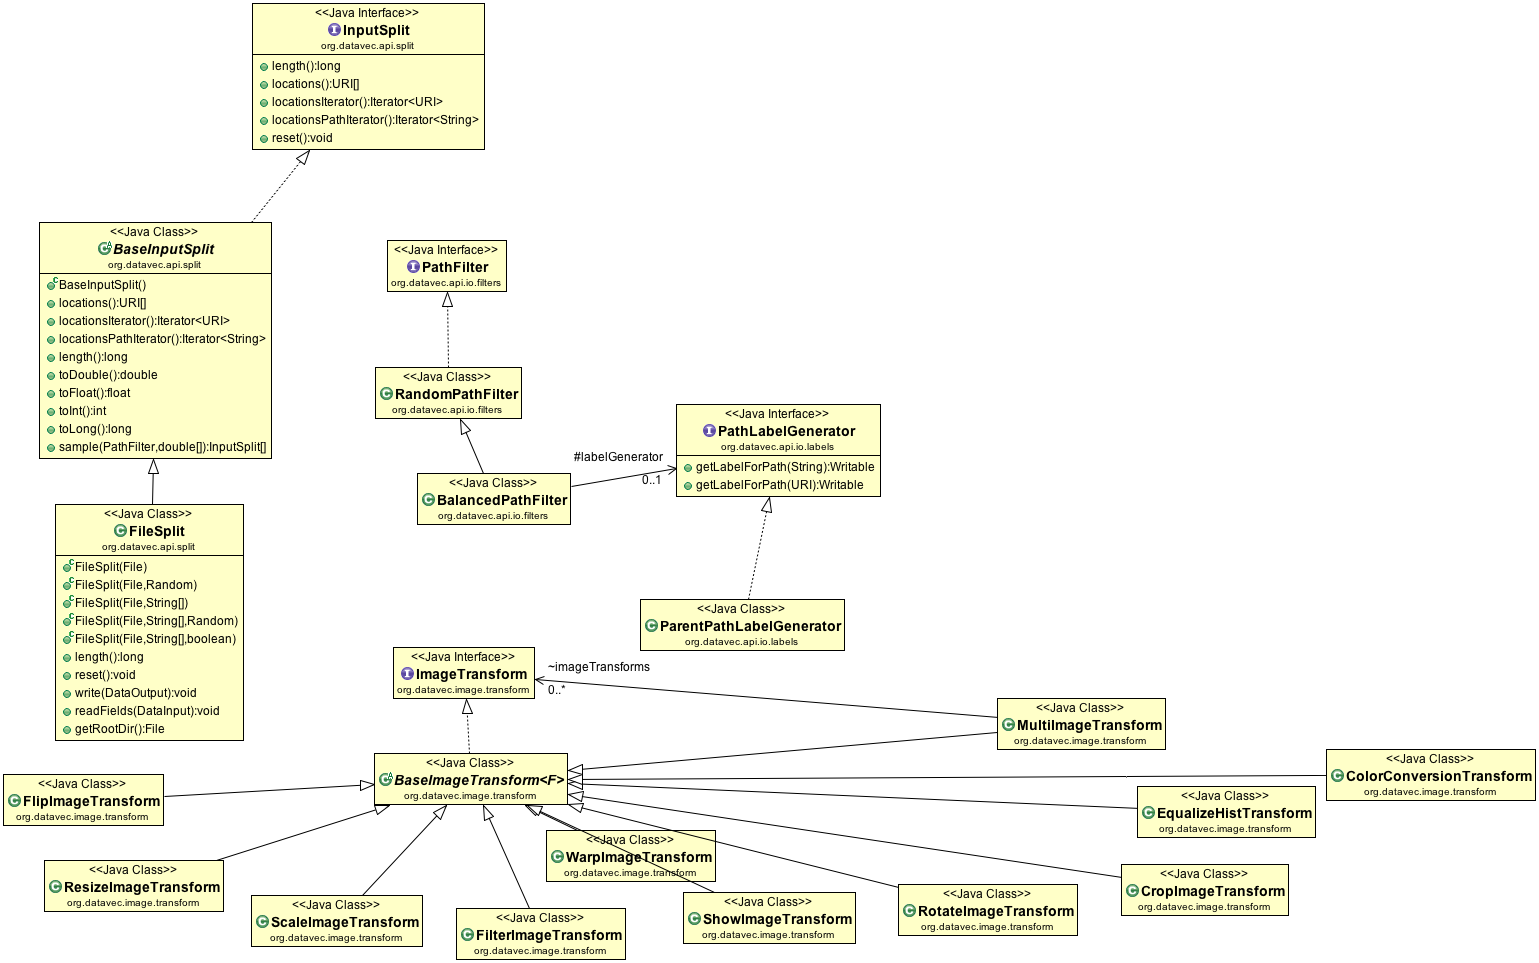 <<Java Interface>>
InputSplit
org.datavec.api.split
length():long
locations():URI[]
locationsIterator():Iterator<URI>
locationsPathIterator():Iterator<String>
reset():void
<<Java Class>>
BaseInputSplit
org.datavec.api.split
BaseInputSplit()
locations():URI[]
locationsIterator():Iterator<URI>
locationsPathIterator():Iterator<String>
length():long
toDouble():double
toFloat():float
toInt():int
toLong():long
sample(PathFilter,double[]):InputSplit[]
<<Java Interface>>
PathFilter
org.datavec.api.io.filters
<<Java Class>>
RandomPathFilter
org.datavec.api.io.filters
<<Java Class>>
BalancedPathFilter
org.datavec.api.io.filters
#labelGenerator
0..1
<<Java Interface>>
PathLabelGenerator
org.datavec.api.io.labels
getLabelForPath(String):Writable
getLabelForPath(URI):Writable
<<Java Class>>
FileSplit
org.datavec.api.split
FileSplit(File)
FileSplit(File,Random)
FileSplit(File,String[])
FileSplit(File,String[],Random)
FileSplit(File,String[],boolean)
length():long
reset():void
write(DataOutput):void
readFields(DataInput):void
getRootDir():File
<<Java Class>>
ParentPathLabelGenerator
org.datavec.api.io.labels
<<Java Interface>>
ImageTransform
org.datavec.image.transform
~imageTransforms
0..*
<<Java Class>>
MultiImageTransform
org.datavec.image.transform
<<Java Class>>
BaseImageTransform<F>
org.datavec.image.transform
<<Java Class>>
ColorConversionTransform
org.datavec.image.transform
<<Java Class>>
FlipImageTransform
org.datavec.image.transform
<<Java Class>>
EqualizeHistTransform
org.datavec.image.transform
<<Java Class>>
WarpImageTransform
org.datavec.image.transform
<<Java Class>>
ResizeImageTransform
org.datavec.image.transform
<<Java Class>>
CropImageTransform
org.datavec.image.transform
<<Java Class>>
RotateImageTransform
org.datavec.image.transform
<<Java Class>>
ShowImageTransform
org.datavec.image.transform
<<Java Class>>
ScaleImageTransform
org.datavec.image.transform
<<Java Class>>
FilterImageTransform
org.datavec.image.transform